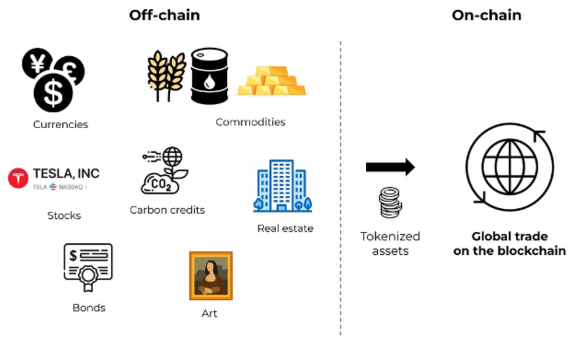 Off-chain
On-chain
¥ £ $
Currencies
Commodities
TESLA, INC
TSLA NASDAQ
Stocks
CO2
Carbon credits
Real estate
$
Bonds
Art
Tokenized
assets
Global trade
on the blockchain